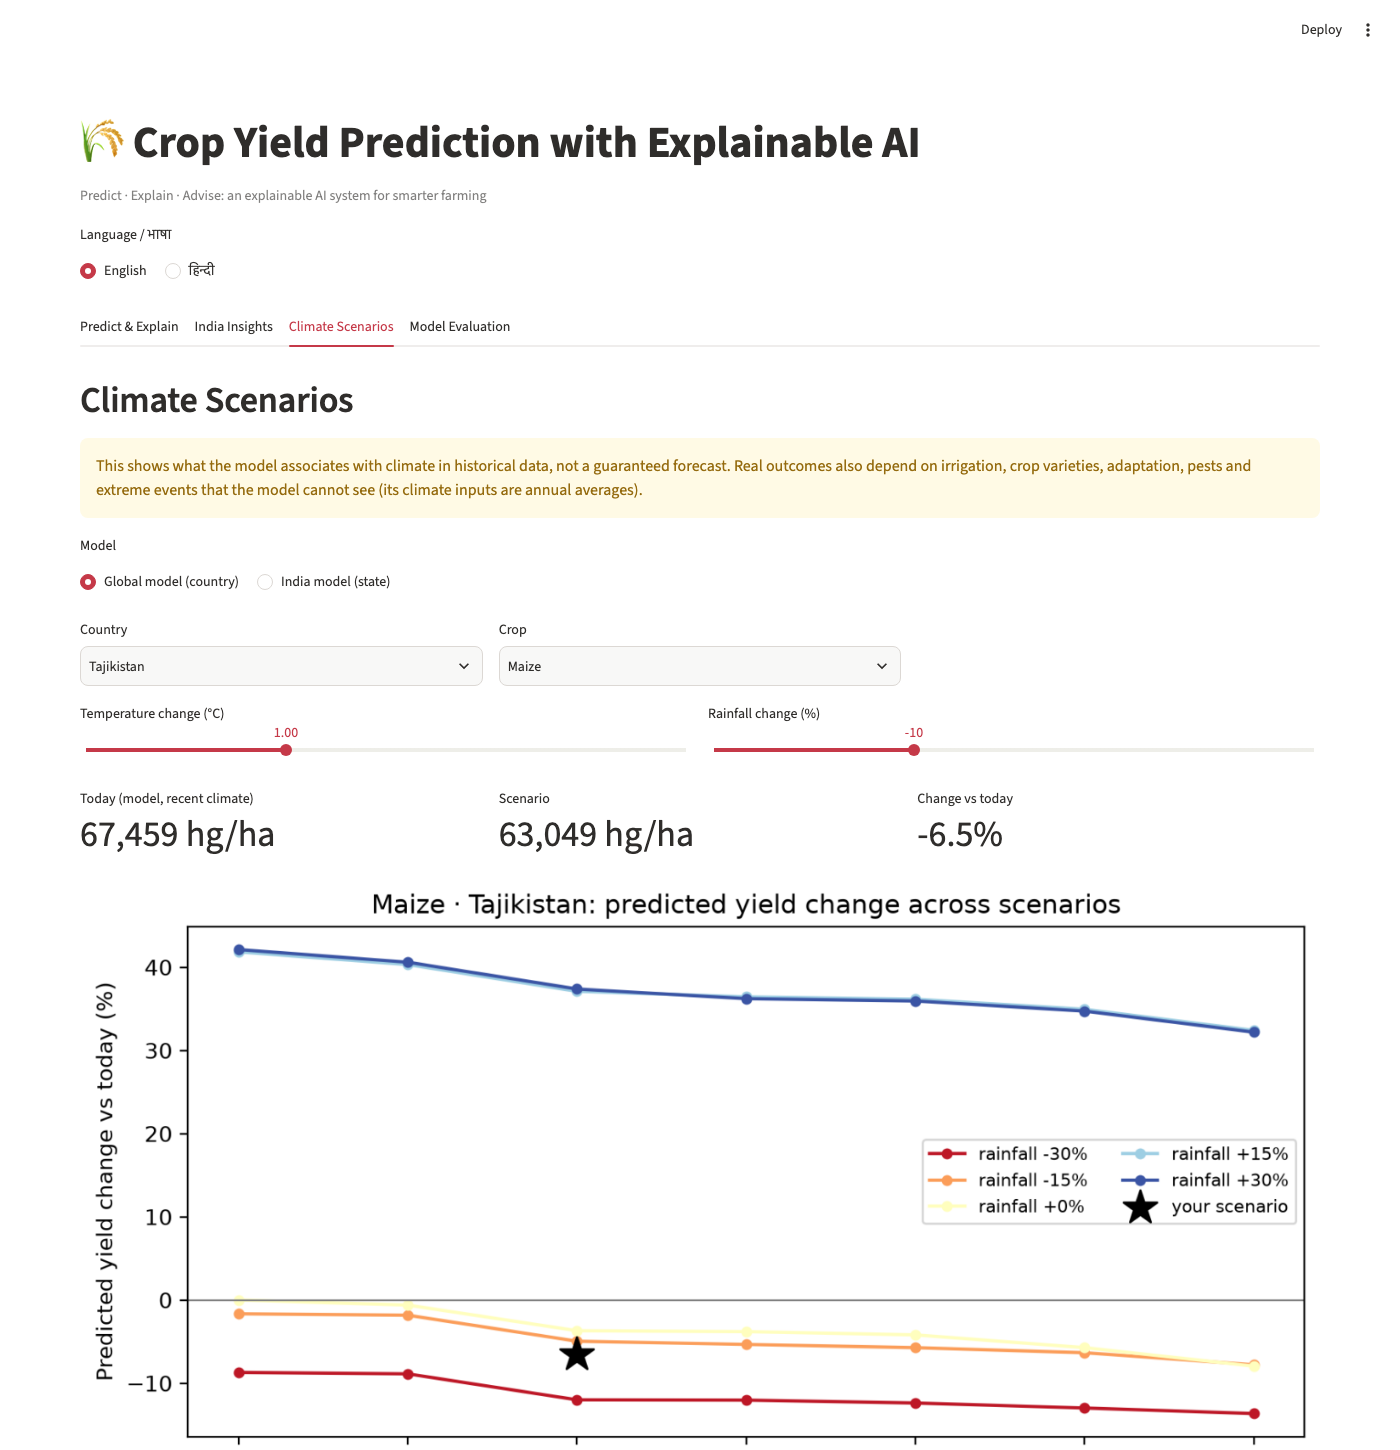 Deploy
Crop Yield Prediction with Explainable AI
Predict · Explain · Advise: an explainable AI system for smarter farming
Language / भाषा
English
हिन्दी
Predict & Explain
India Insights
Climate Scenarios
Model Evaluation
Climate Scenarios
This shows what the model associates with climate in historical data, not a guaranteed forecast. Real outcomes also depend on irrigation, crop varieties, adaptation, pests and
extreme events that the model cannot see (its climate inputs are annual averages).
Model
Global model (country)
India model (state)
Country
Crop
Tajikistan
Maize
Temperature change (°C)
Rainfall change (%)
1.00
-10
Today (model, recent climate)
Scenario
Change vs today
67,459 hg/ha
63,049 hg/ha
-6.5%
Maize · Tajikistan: predicted yield change across scenarios
Predicted yield change vs today (%)
40
30
20
10
0
−10
rainfall -30%
rainfall -15%
rainfall +0%
rainfall +15%
rainfall +30%
your scenario